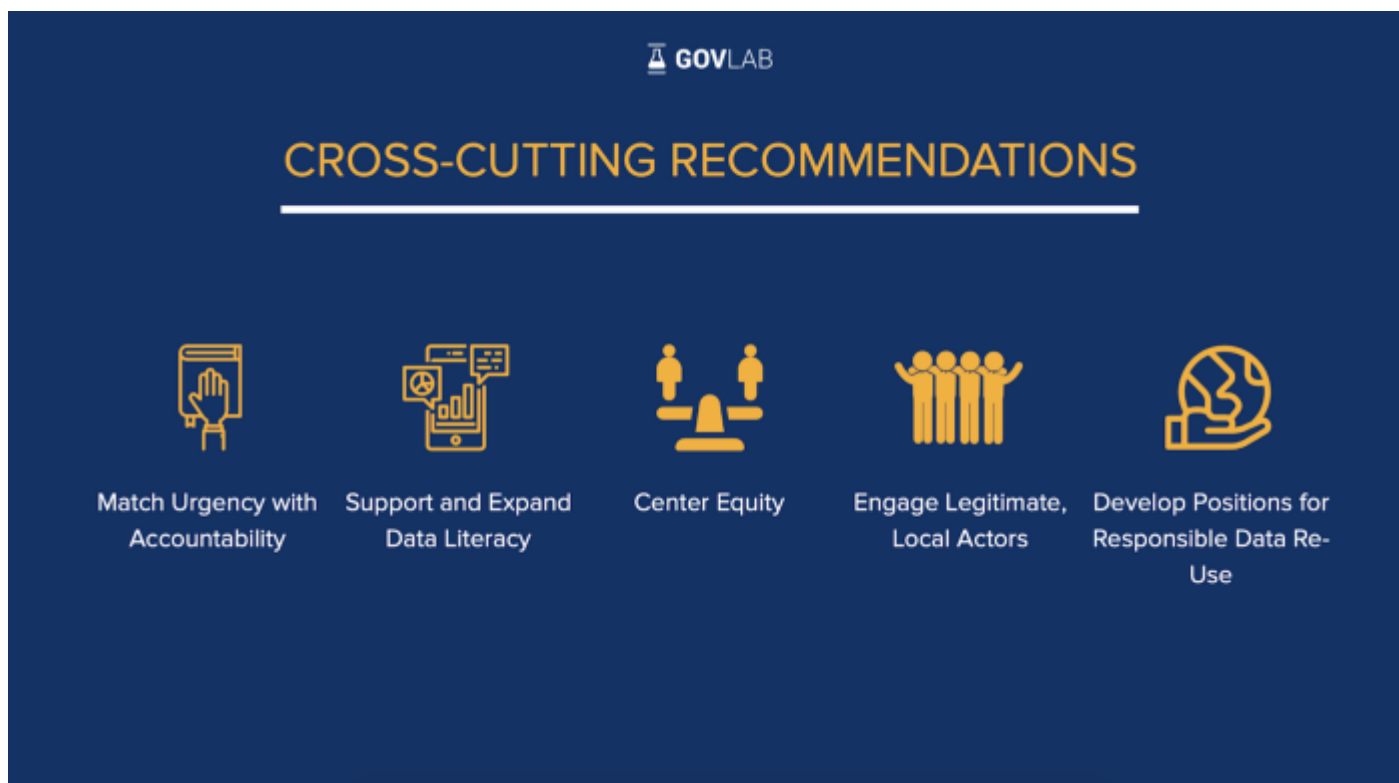 GOVLAB
CROSS-CUTTING RECOMMENDATIONS
Match Urgency with
Accountability
Support and Expand
Data Literacy
Center Equity
Engage Legitimate,
Local Actors
Develop Positions for
Responsible Data Re-
Use